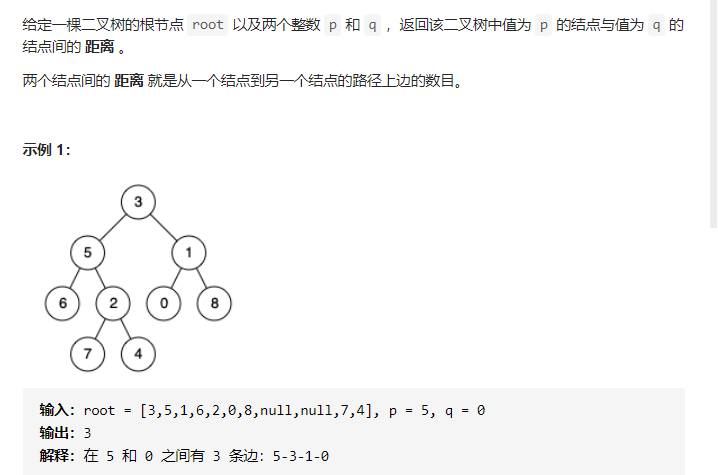 给定一棵二叉树的根节点 root 以及两个整数 p 和 q ，返回该二叉树中值为 p 的结点与值为 q 的
结点间的 距离 。
两个结点间的 距离 就是从一个结点到另一个结点的路径上边的数目。
示例 1：
3
5 1
6 2 0 8
7 4
输入：root = [3,5,1,6,2,0,8,null,null,7,4], p = 5, q = 0
输出：3
解释：在 5 和 0 之间有 3 条边：5-3-1-0